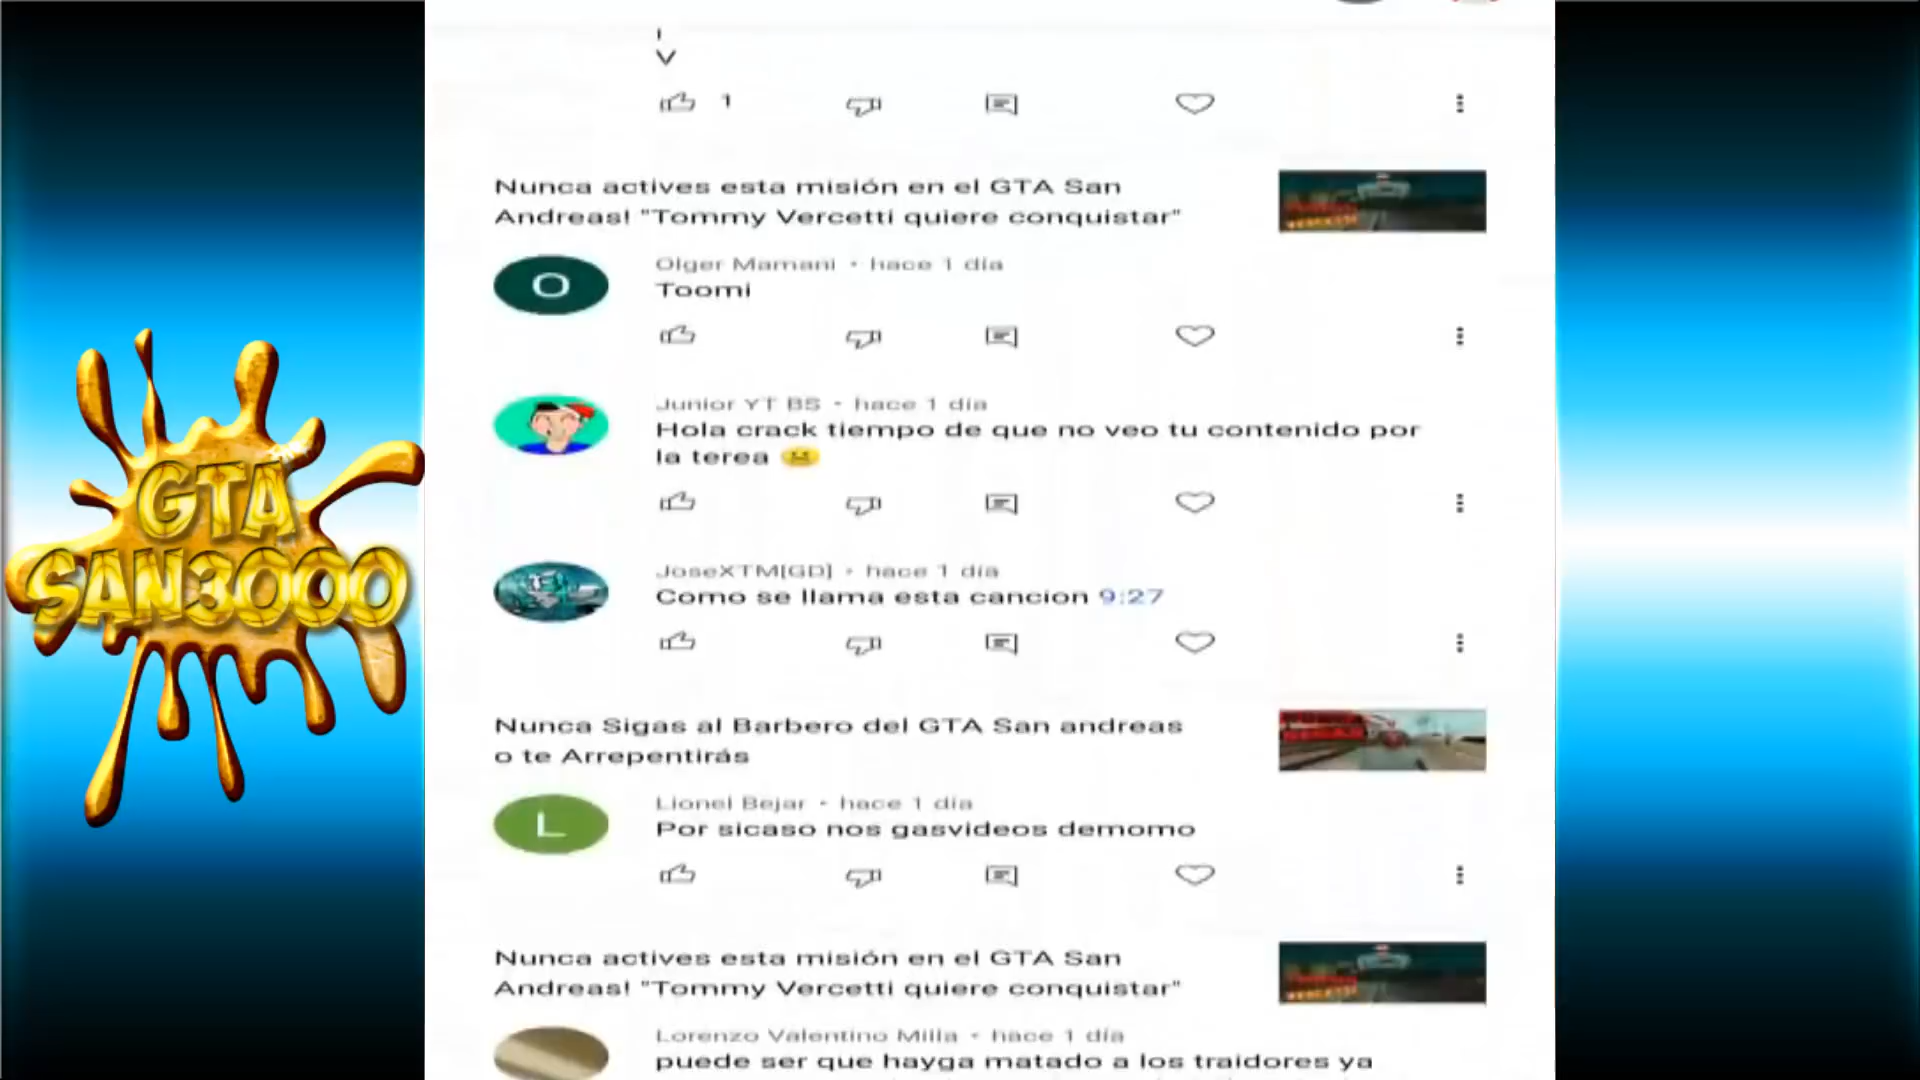 V
1
Nunca actives esta misión en el GTA San
Andreas! "Tommy Vercetti quiere conquistar"
Olger Mamani • hace 1 día
O
Toomi
Junior YT BS • hace 1 día
Hola crack tiempo de que no veo tu contenido por
la terea
GTA
SAN3000
JoseXTM[GD] • hace 1 día
Como se llama esta cancion 9:27
Nunca Sigas al Barbero del GTA San andreas
o te Arrepentirás
Lionel Bejar • hace 1 día
L
Por sicaso nos gasvideos demomo
Nunca actives esta misión en el GTA San
Andreas! "Tommy Vercetti quiere conquistar"
Lorenzo Valentino Milla • hace 1 día
puede ser que hayga matado a los traidores ya